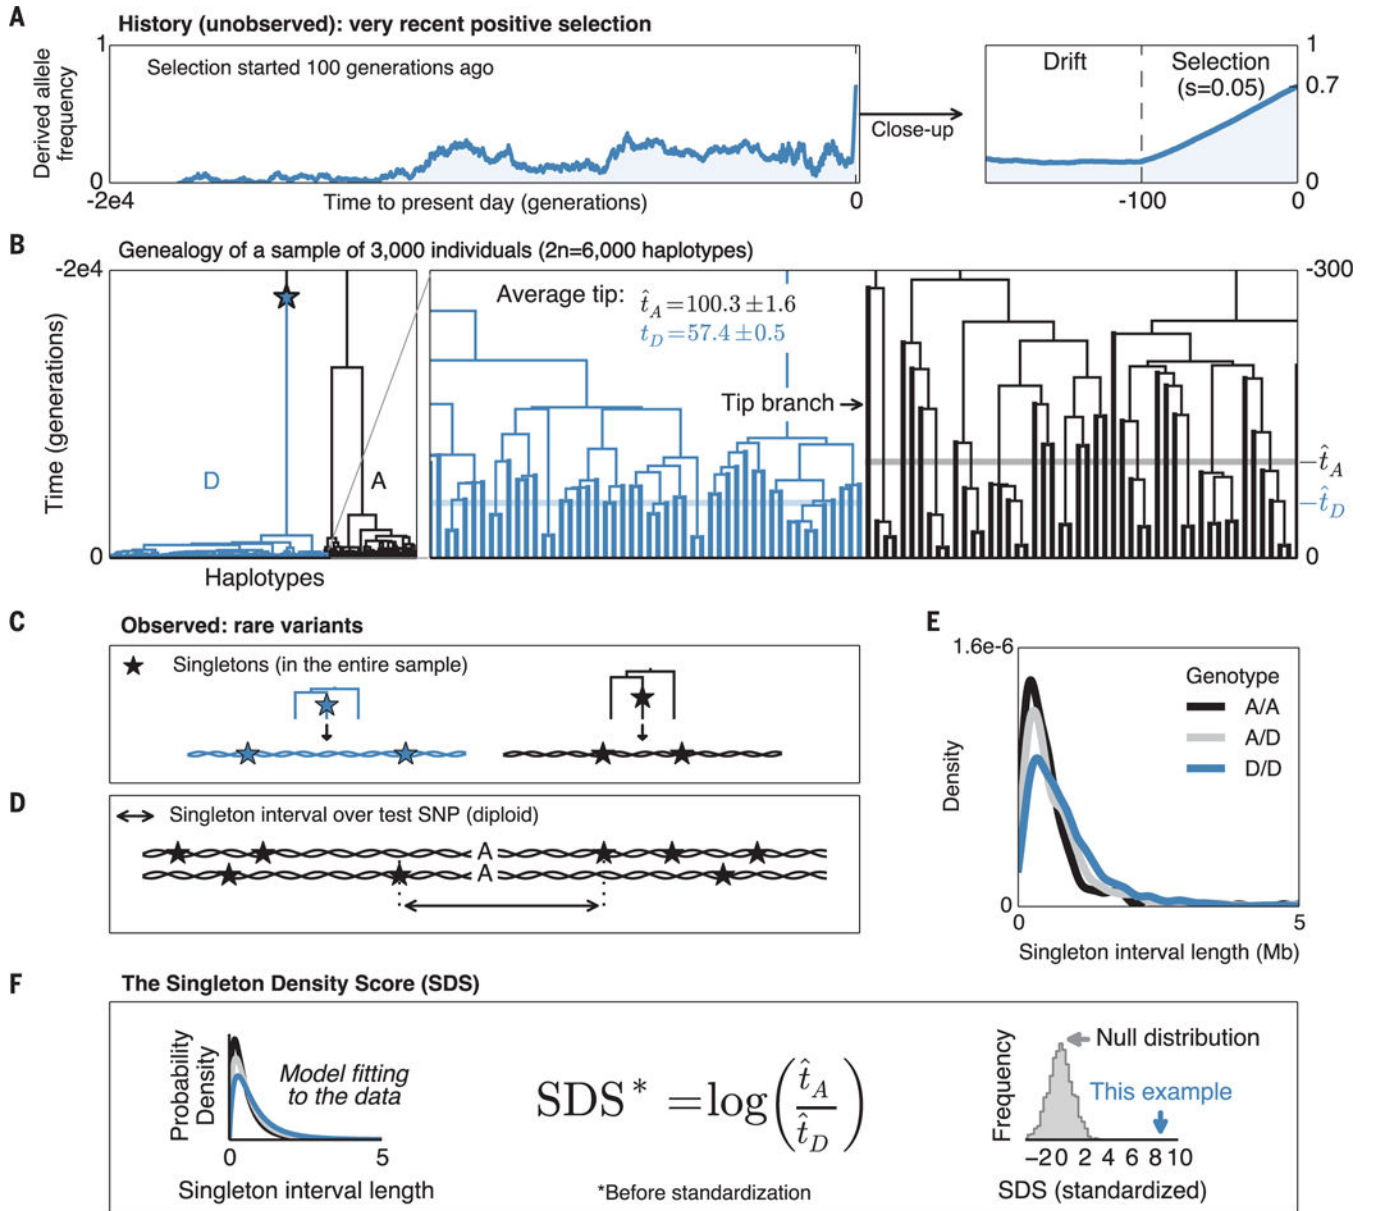 A
History (unobserved): very recent positive selection
1
Selection started 100 generations ago
Derived allele
frequency
0
-2e4
Time to present day (generations)
0
Close-up
Drift
Selection
(s=0.05)
1
0.7
0
-100
0
B
Genealogy of a sample of 3,000 individuals (2n=6,000 haplotypes)
-2e4
Time (generations)
0
D
A
Haplotypes
Average tip:
t̂_A=100.3±1.6
t_D=57.4±0.5
Tip branch
-300
t̂_A
t̂_D
0
C
Observed: rare variants
Singletons (in the entire sample)
D
Singleton interval over test SNP (diploid)
A
A
E
1.6e-6
Density
0
Genotype
A/A
A/D
D/D
0
5
Singleton interval length (Mb)
F
The Singleton Density Score (SDS)
Probability
Density
Model fitting
to the data
0
5
Singleton interval length
SDS* =log(t̂_A/t̂_D)
*Before standardization
Frequency
Null distribution
This example
-2 0 2 4 6 8 10
SDS (standardized)